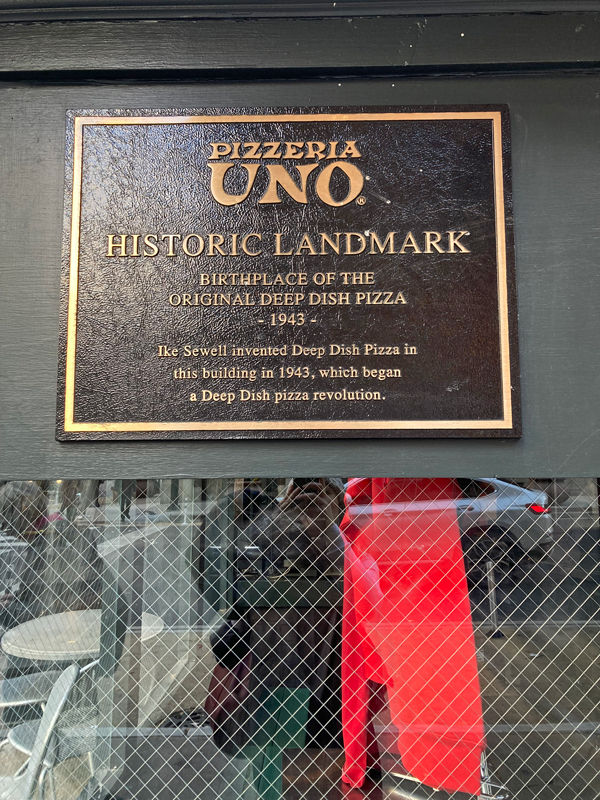 PIZZERIA
UNO®
HISTORIC LANDMARK
BIRTHPLACE OF THE
ORIGINAL DEEP DISH PIZZA
- 1943 -
Ike Sewell invented Deep Dish Pizza in
this building in 1943, which began
a Deep Dish pizza revolution.